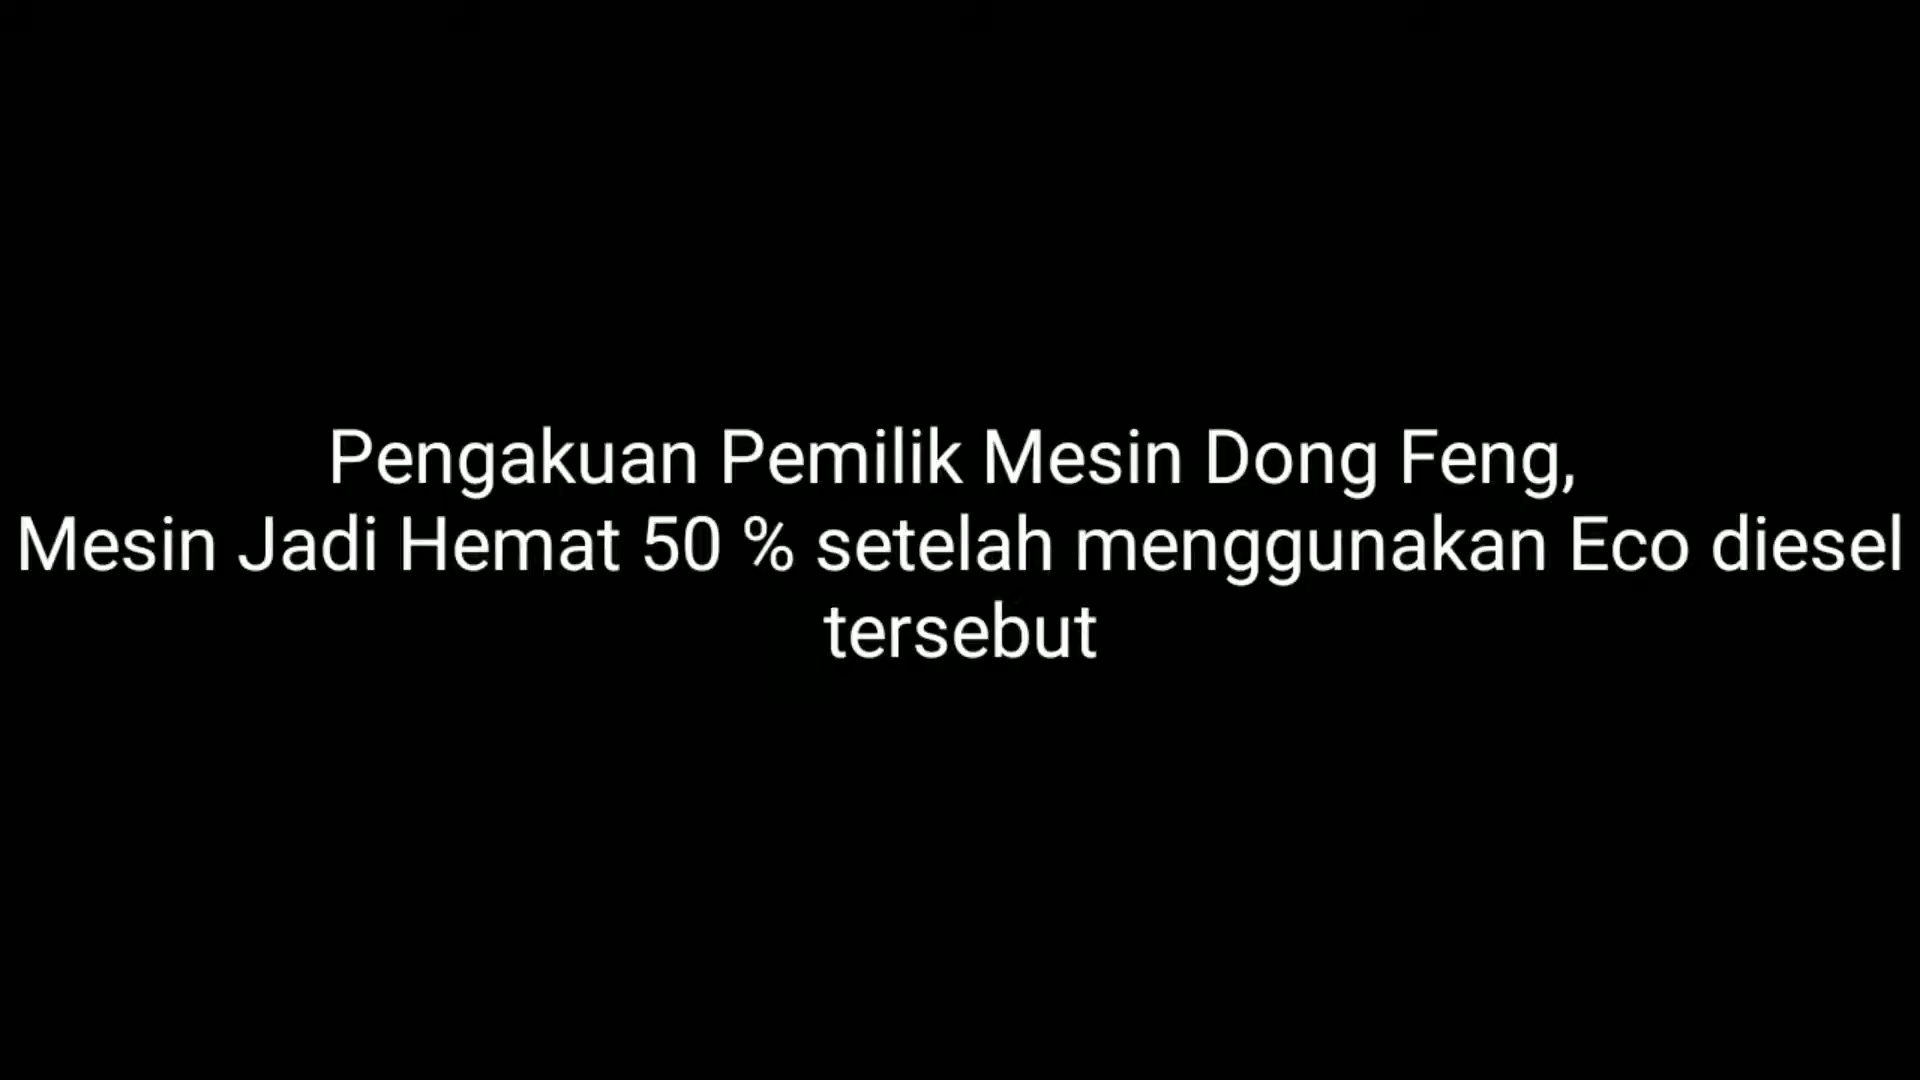 Pengakuan Pemilik Mesin Dong Feng,
Mesin Jadi Hemat 50 % setelah menggunakan Eco diesel
tersebut